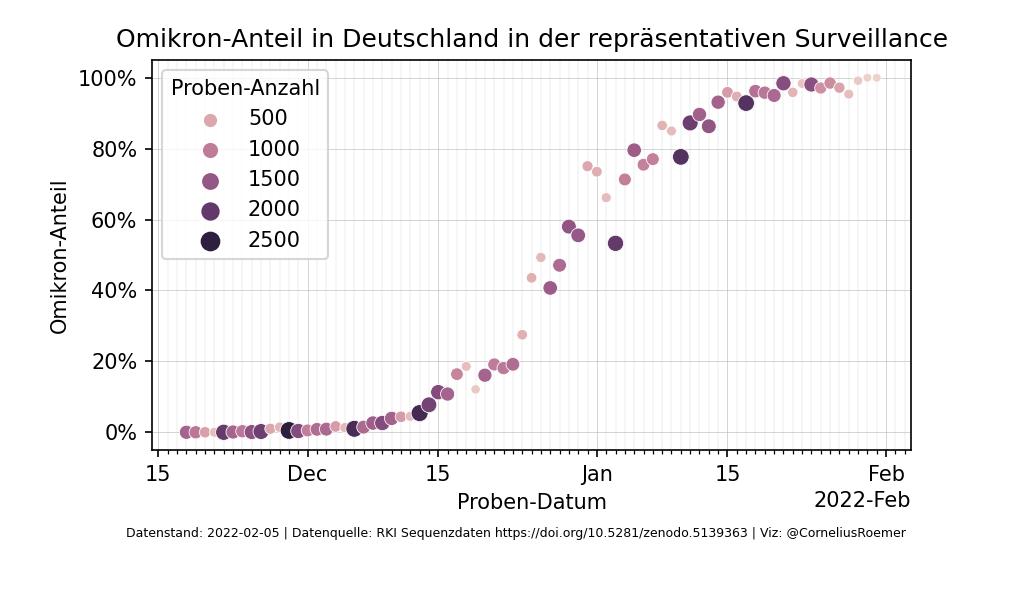 Omikron-Anteil in Deutschland in der repräsentativen Surveillance
Proben-Anzahl
500
1000
1500
2000
2500
100%
80%
60%
40%
20%
0%
Omikron-Anteil
15 Dec 15 Jan 15 Feb
Proben-Datum
2022-Feb
Datenstand: 2022-02-05 | Datenquelle: RKI Sequenzdaten https://doi.org/10.5281/zenodo.5139363 | Viz: @CorneliusRoemer